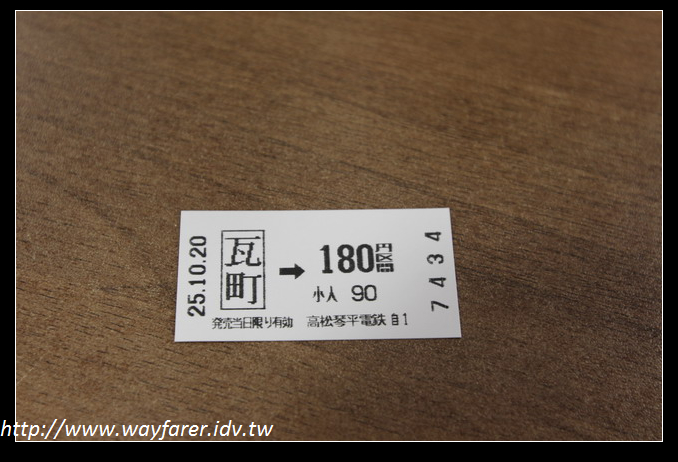 25.10.20
瓦町
➡ 180円区間
小人 90
発売当日限り有効 高松琴平電鉄 自1
7434
http://www.wayfarer.idv.tw